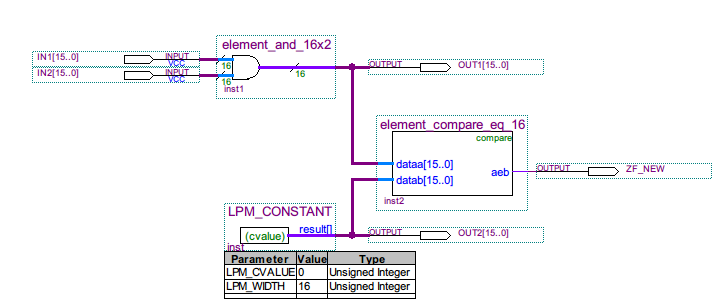 element_and_16x2
IN1[15..0] INPUT VCC
IN2[15..0] INPUT VCC
16
16
16
inst1
OUTPUT OUT1[15..0]
element_compare_eq_16
compare
dataa[15..0]
datab[15..0]
aeb
inst2
OUTPUT ZF_NEW
LPM_CONSTANT
(cvalue)
result[]
inst
OUTPUT OUT2[15..0]
Parameter Value Type
LPM_CVALUE 0 Unsigned Integer
LPM_WIDTH 16 Unsigned Integer